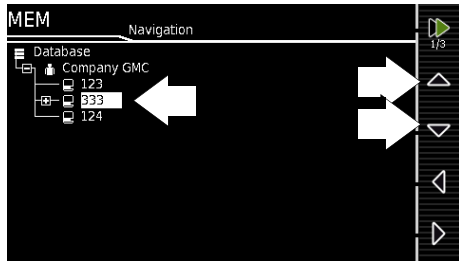 MEM
Navigation
1/3
Database
Company GMC
123
333
124